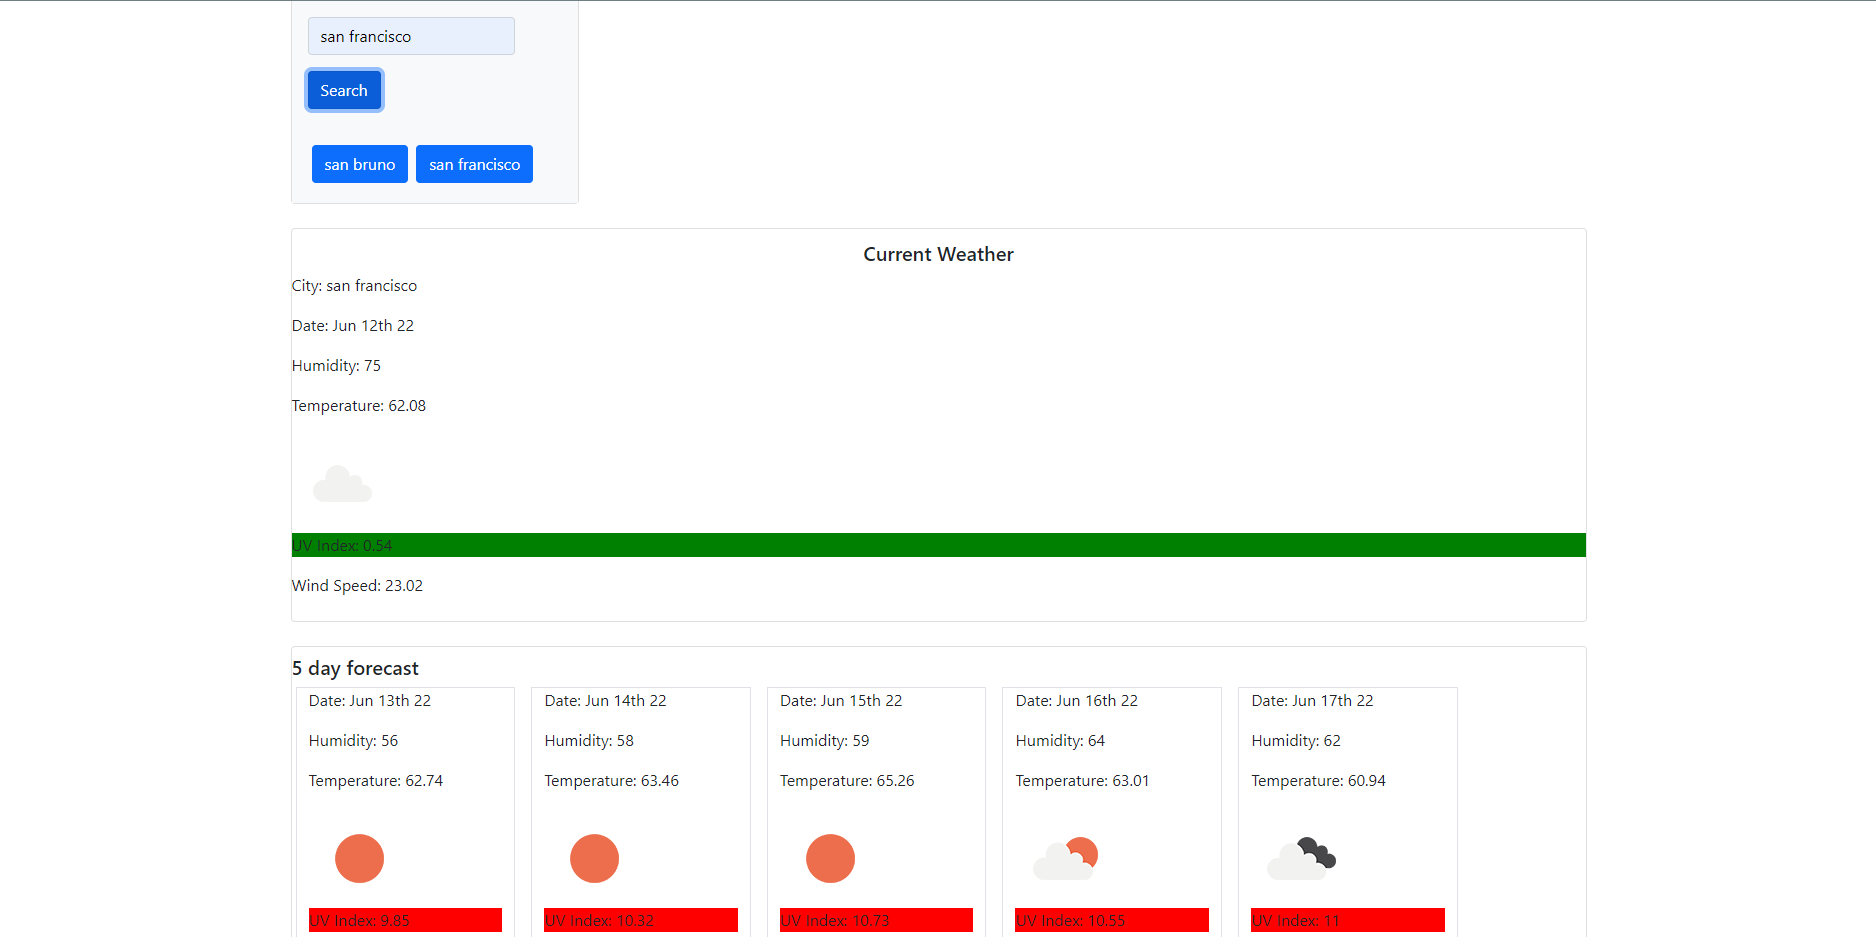 san francisco
Search
san bruno san francisco
Current Weather
City: san francisco
Date: Jun 12th 22
Humidity: 75
Temperature: 62.08
UV Index: 0.54
Wind Speed: 23.02
5 day forecast
Date: Jun 13th 22
Humidity: 56
Temperature: 62.74
UV Index: 9.85
Date: Jun 14th 22
Humidity: 58
Temperature: 63.46
UV Index: 10.32
Date: Jun 15th 22
Humidity: 59
Temperature: 65.26
UV Index: 10.73
Date: Jun 16th 22
Humidity: 64
Temperature: 63.01
UV Index: 10.55
Date: Jun 17th 22
Humidity: 62
Temperature: 60.94
UV Index: 11